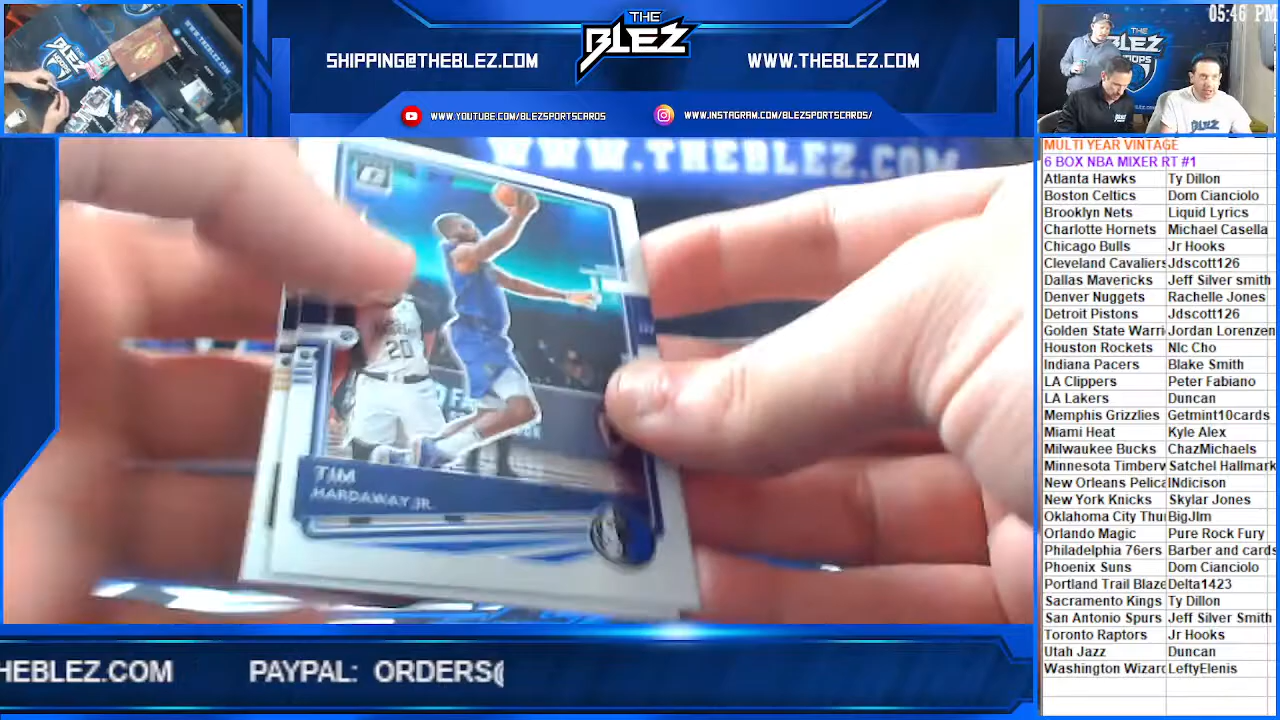 05:46 PM
THE
BLEZ
SHIPPING@THEBLEZ.COM
WWW.THEBLEZ.COM
WWW.YOUTUBE.COM/BLEZSPORTSCARDS
WWW.INSTAGRAM.COM/BLEZSPORTSCARDS/
WWW.THEBLEZ.COM
20
TIM
HARDAWAY JR.
HEBLEZ.COM PAYPAL: ORDERS@
MULTI YEAR VINTAGE
6 BOX NBA MIXER RT #1
Atlanta Hawks Ty Dillon
Boston Celtics Dom Cianciolo
Brooklyn Nets Liquid Lyrics
Charlotte Hornets Michael Casella
Chicago Bulls Jr Hooks
Cleveland Cavaliers Jdscott126
Dallas Mavericks Jeff Silver smith
Denver Nuggets Rachelle Jones
Detroit Pistons Jdscott126
Golden State Warri Jordan Lorenzen
Houston Rockets NIc Cho
Indiana Pacers Blake Smith
LA Clippers Peter Fabiano
LA Lakers Duncan
Memphis Grizzlies Getmint10cards
Miami Heat Kyle Alex
Milwaukee Bucks ChazMichaels
Minnesota Timberw Satchel Hallmark
New Orleans Pelica INdicison
New York Knicks Skylar Jones
Oklahoma City Thu BigJIm
Orlando Magic Pure Rock Fury
Philadelphia 76ers Barber and cards
Phoenix Suns Dom Cianciolo
Portland Trail Blaze Delta1423
Sacramento Kings Ty Dillon
San Antonio Spurs Jeff Silver Smith
Toronto Raptors Jr Hooks
Utah Jazz Duncan
Washington Wizard LeftyElenis